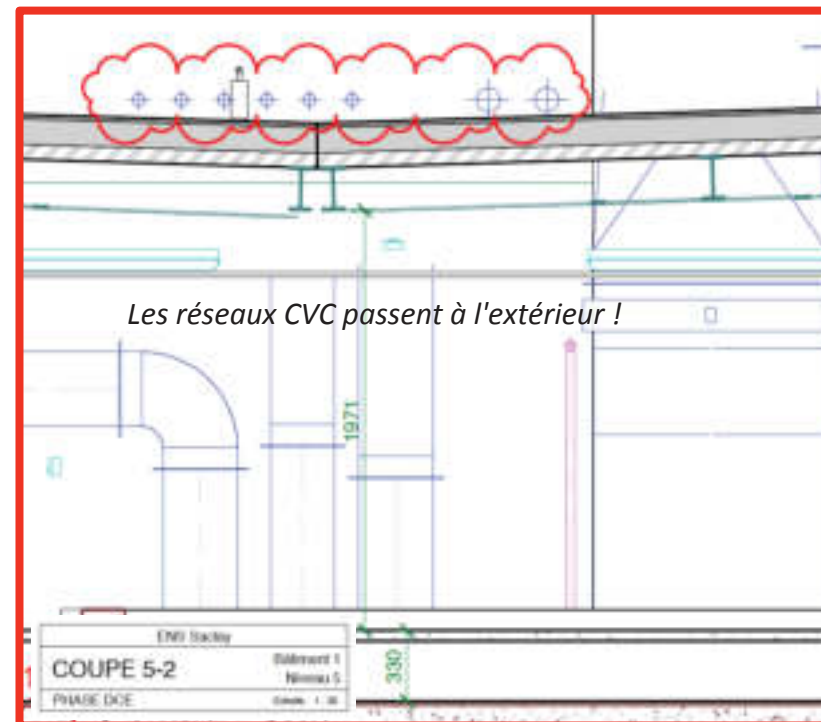 Les réseaux CVC passent à l'extérieur !
1971
330
ENS Saclay
COUPE 5-2
Bâtiment 1
Niveau 5
PHASE DCE